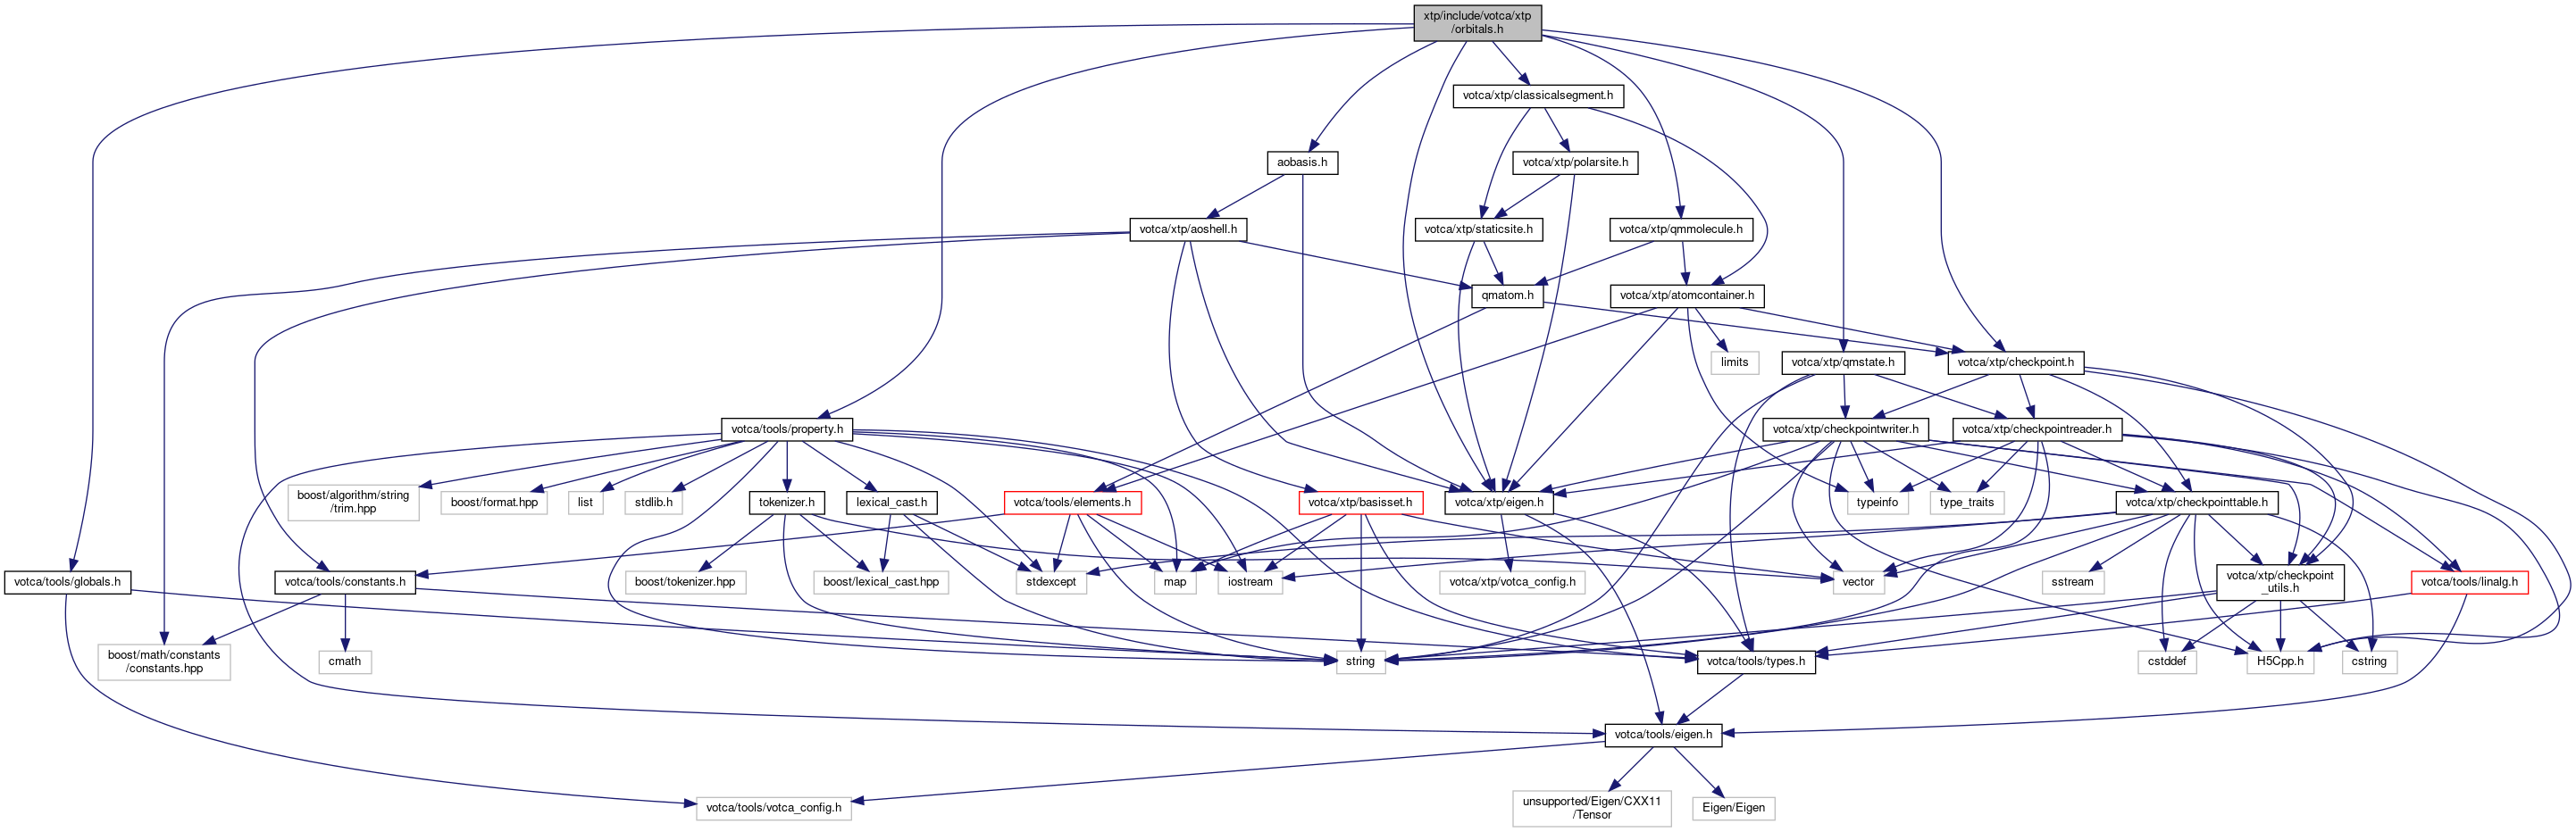 xtp/include/votca/xtp
/orbitals.h
votca/xtp/classicalsegment.h
aobasis.h
votca/xtp/polarsite.h
votca/xtp/aoshell.h
votca/xtp/staticsite.h
votca/xtp/qmmolecule.h
qmatom.h
votca/xtp/atomcontainer.h
limits
votca/xtp/qmstate.h
votca/xtp/checkpoint.h
votca/tools/property.h
votca/xtp/checkpointwriter.h
votca/xtp/checkpointreader.h
boost/algorithm/string
/trim.hpp
boost/format.hpp
list
stdlib.h
tokenizer.h
lexical_cast.h
votca/tools/elements.h
votca/xtp/basisset.h
votca/xtp/eigen.h
typeinfo
type_traits
votca/xtp/checkpointtable.h
votca/tools/globals.h
votca/tools/constants.h
boost/tokenizer.hpp
boost/lexical_cast.hpp
stdexcept
map
iostream
votca/xtp/votca_config.h
vector
sstream
votca/xtp/checkpoint
_utils.h
votca/tools/linalg.h
boost/math/constants
/constants.hpp
cmath
string
votca/tools/types.h
cstddef
H5Cpp.h
cstring
votca/tools/eigen.h
votca/tools/votca_config.h
unsupported/Eigen/CXX11
/Tensor
Eigen/Eigen